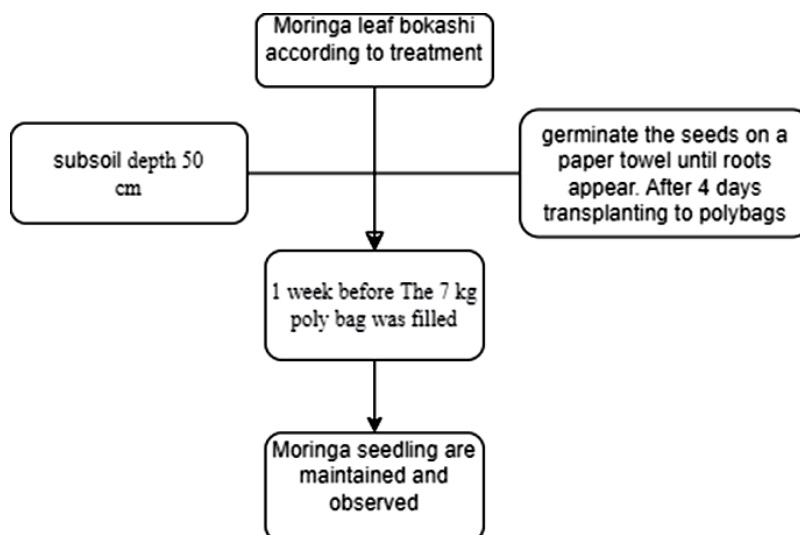 Moringa leaf bokashi
according to treatment
subsoil depth 50
cm
germinate the seeds on a
paper towel until roots
appear. After 4 days
transplanting to polybags
1 week before The 7 kg
poly bag was filled
Moringa seedling are
maintained and
observed